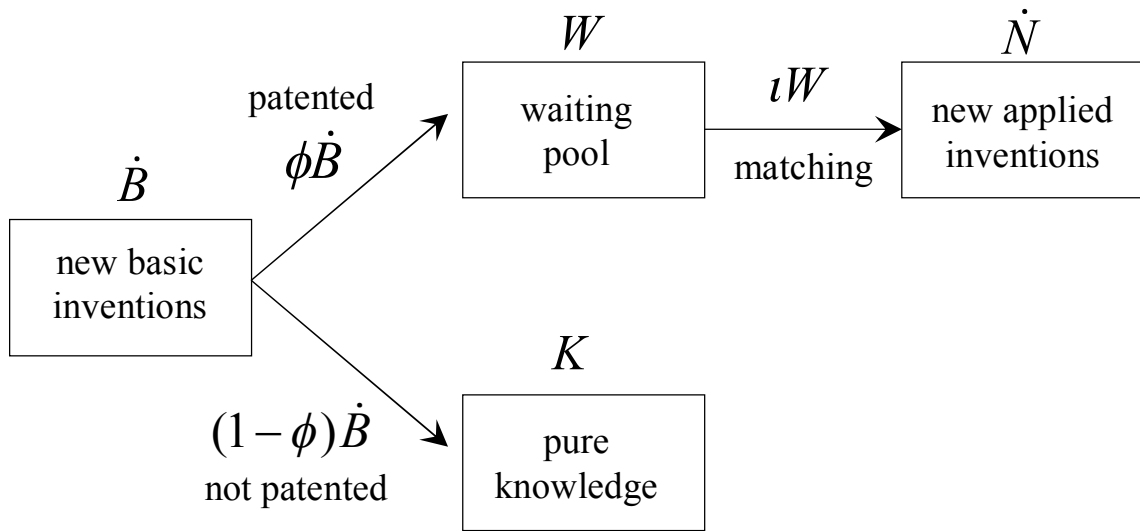 Ḃ
new basic
inventions
patented
ϕḂ
(1−ϕ)Ḃ
not patented
W
waiting
pool
ιW
matching
Ṅ
new applied
inventions
K
pure
knowledge